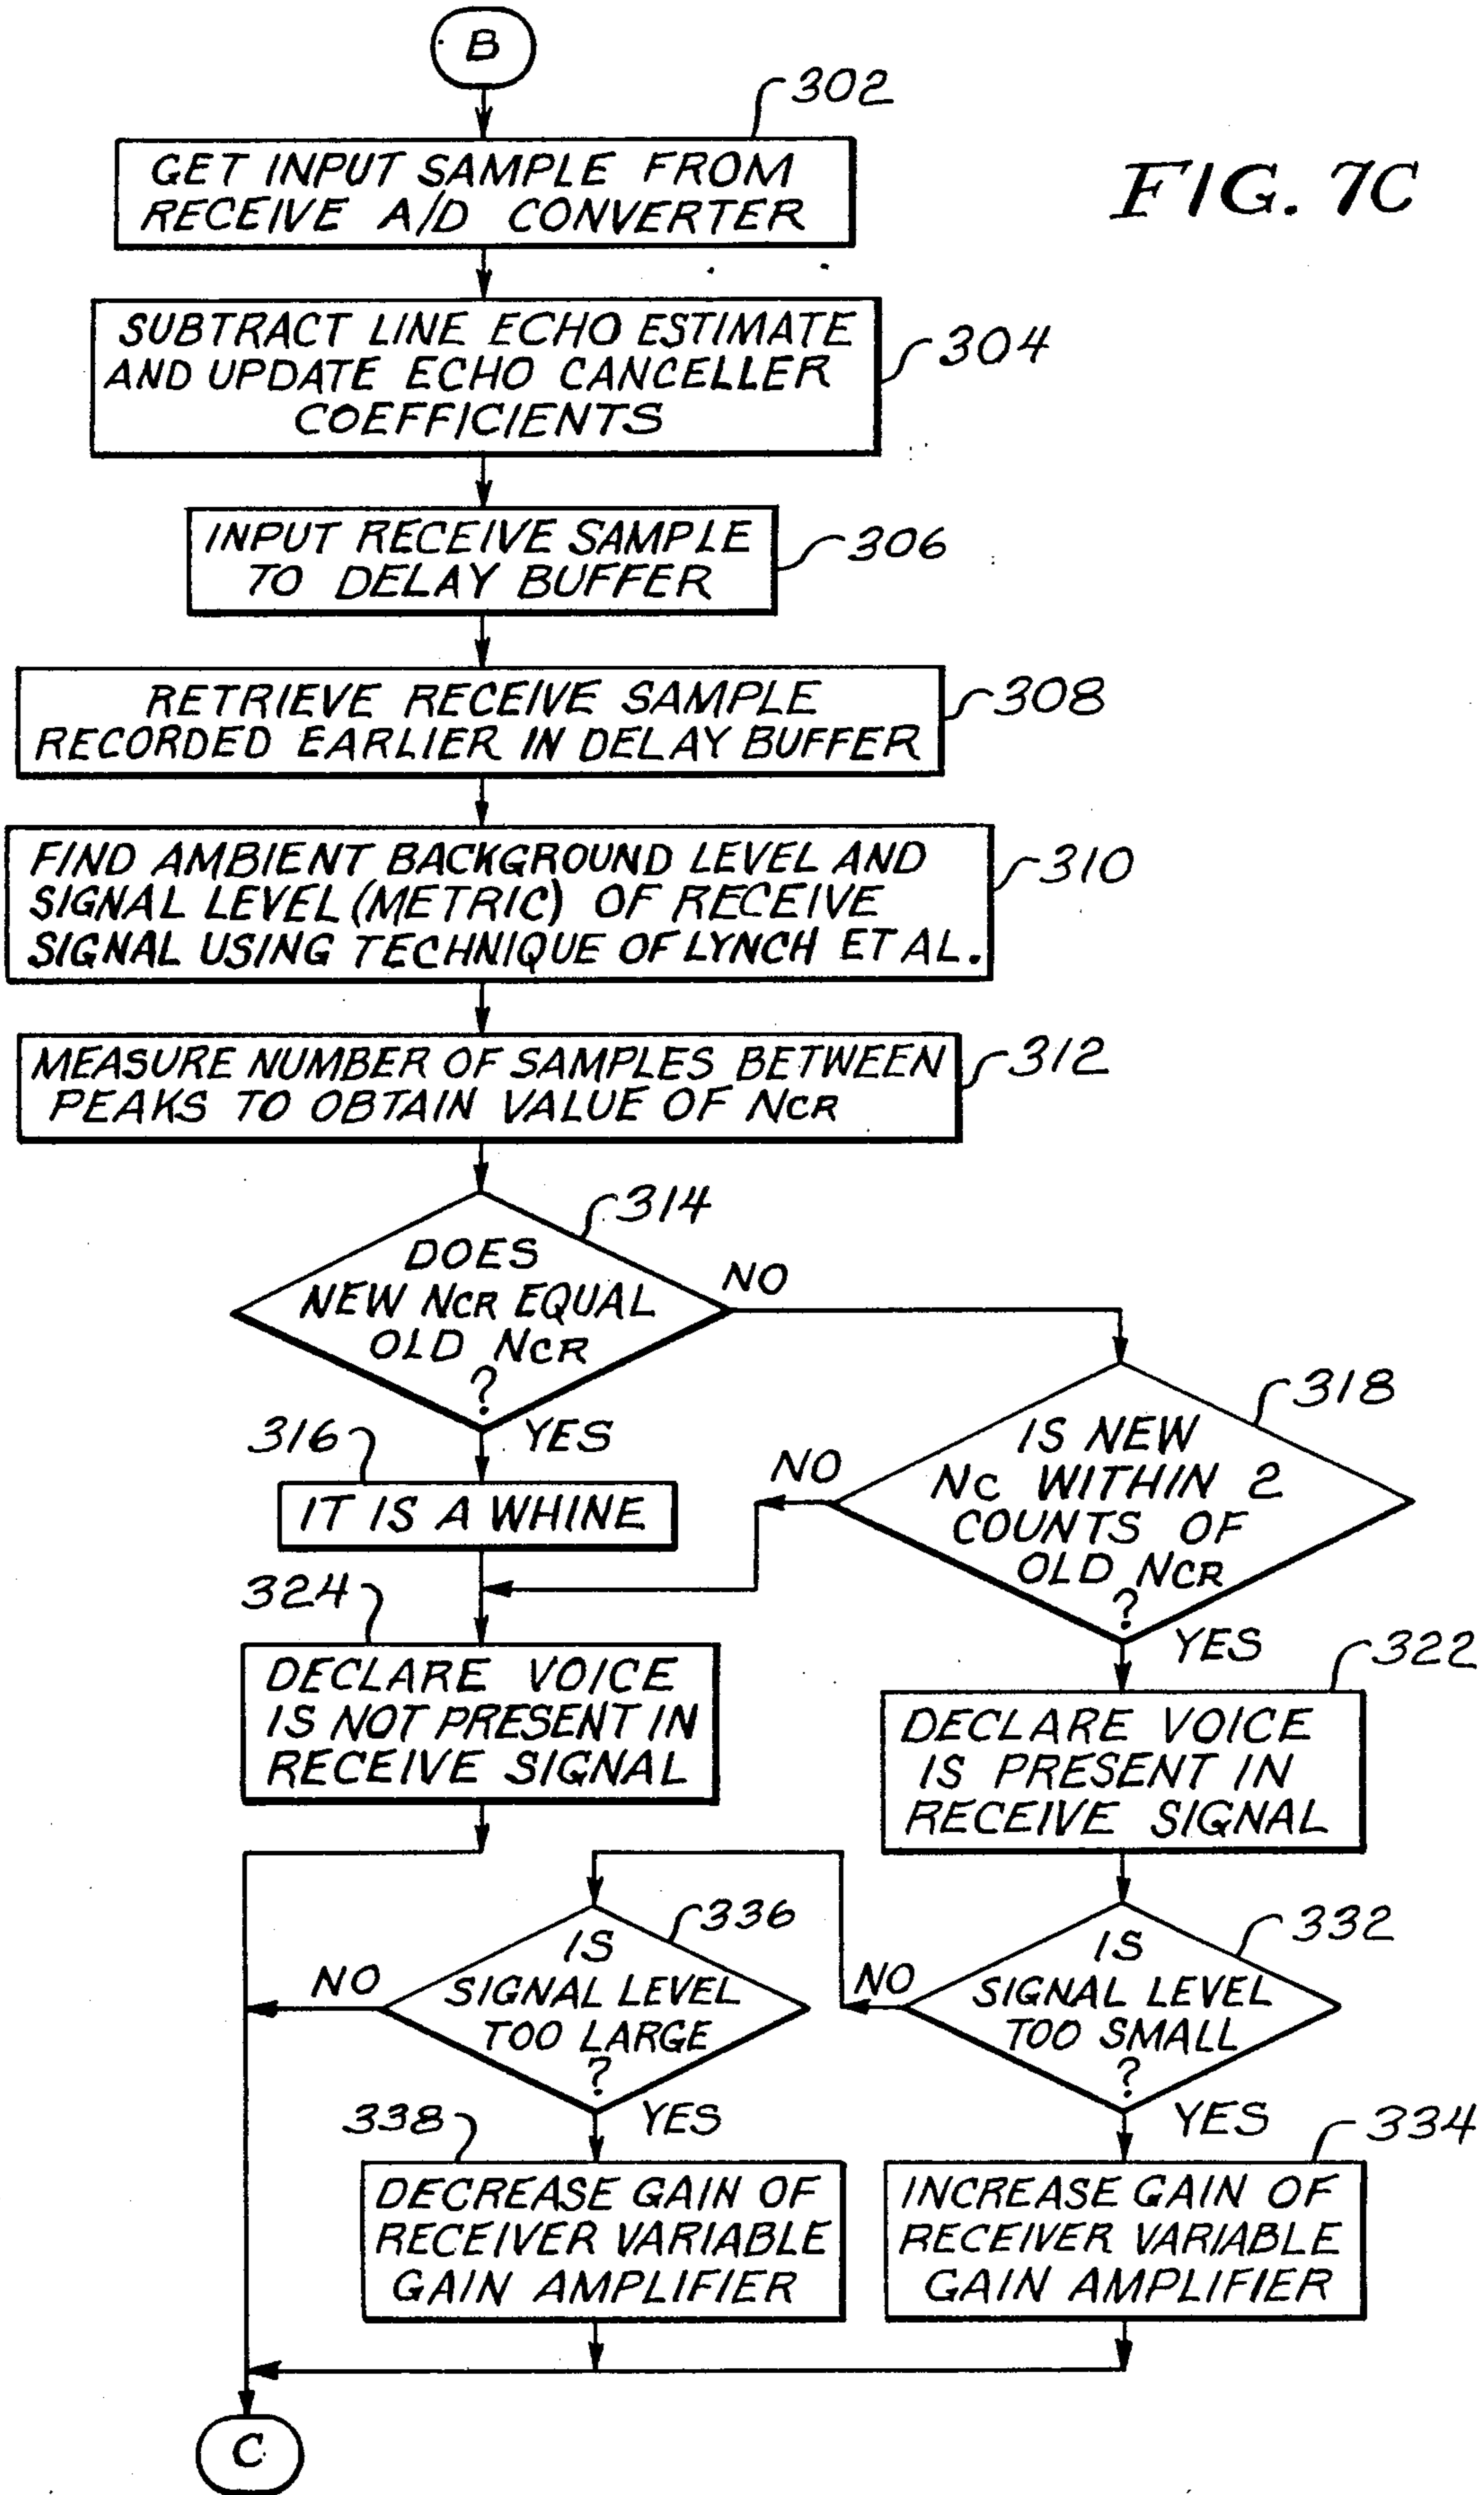 B
302
FIG. 7C
GET INPUT SAMPLE FROM
RECEIVE A/D CONVERTER
SUBTRACT LINE ECHO ESTIMATE
AND UPDATE ECHO CANCELLER
COEFFICIENTS
304
INPUT RECEIVE SAMPLE
TO DELAY BUFFER
306
RETRIEVE RECEIVE SAMPLE
RECORDED EARLIER IN DELAY BUFFER
308
FIND AMBIENT BACKGROUND LEVEL AND
SIGNAL LEVEL (METRIC) OF RECEIVE
SIGNAL USING TECHNIQUE OF LYNCH ET AL.
310
MEASURE NUMBER OF SAMPLES BETWEEN
PEAKS TO OBTAIN VALUE OF NCR
312
314
DOES
NEW NCR EQUAL
OLD NCR
?
NO
YES
316
IT IS A WHINE
318
IS NEW
NC WITHIN 2
COUNTS OF
OLD NCR
?
NO
YES
324
DECLARE VOICE
IS NOT PRESENT IN
RECEIVE SIGNAL
322
DECLARE VOICE
IS PRESENT IN
RECEIVE SIGNAL
336
IS
SIGNAL LEVEL
TOO LARGE
?
NO
YES
332
IS
SIGNAL LEVEL
TOO SMALL
?
NO
YES
338
DECREASE GAIN OF
RECEIVER VARIABLE
GAIN AMPLIFIER
334
INCREASE GAIN OF
RECEIVER VARIABLE
GAIN AMPLIFIER
C